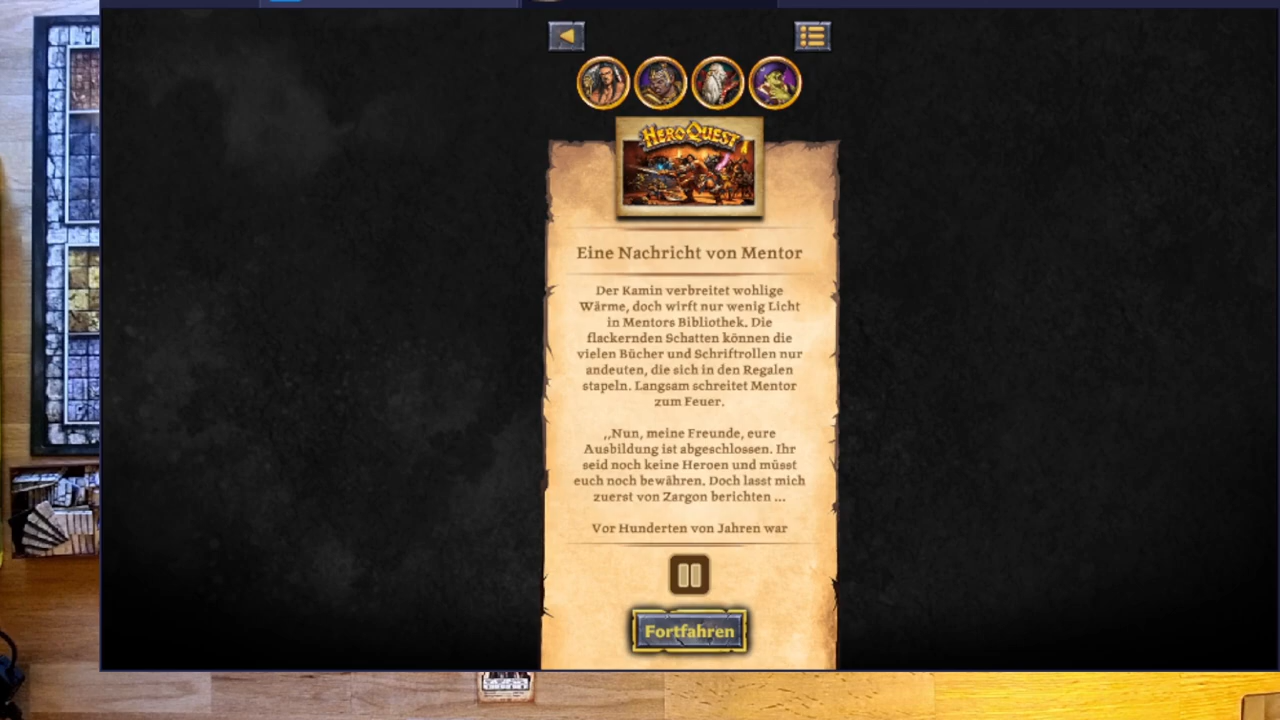 HEROQUEST
Eine Nachricht von Mentor
Der Kamin verbreitet wohlige
Wärme, doch wirft nur wenig Licht
in Mentors Bibliothek. Die
flackernden Schatten können die
vielen Bücher und Schriftrollen nur
andeuten, die sich in den Regalen
stapeln. Langsam schreitet Mentor
zum Feuer.
,,Nun, meine Freunde, eure
Ausbildung ist abgeschlossen. Ihr
seid noch keine Heroen und müsst
euch noch bewähren. Doch lasst mich
zuerst von Zargon berichten ...
Vor Hunderten von Jahren war
Fortfahren